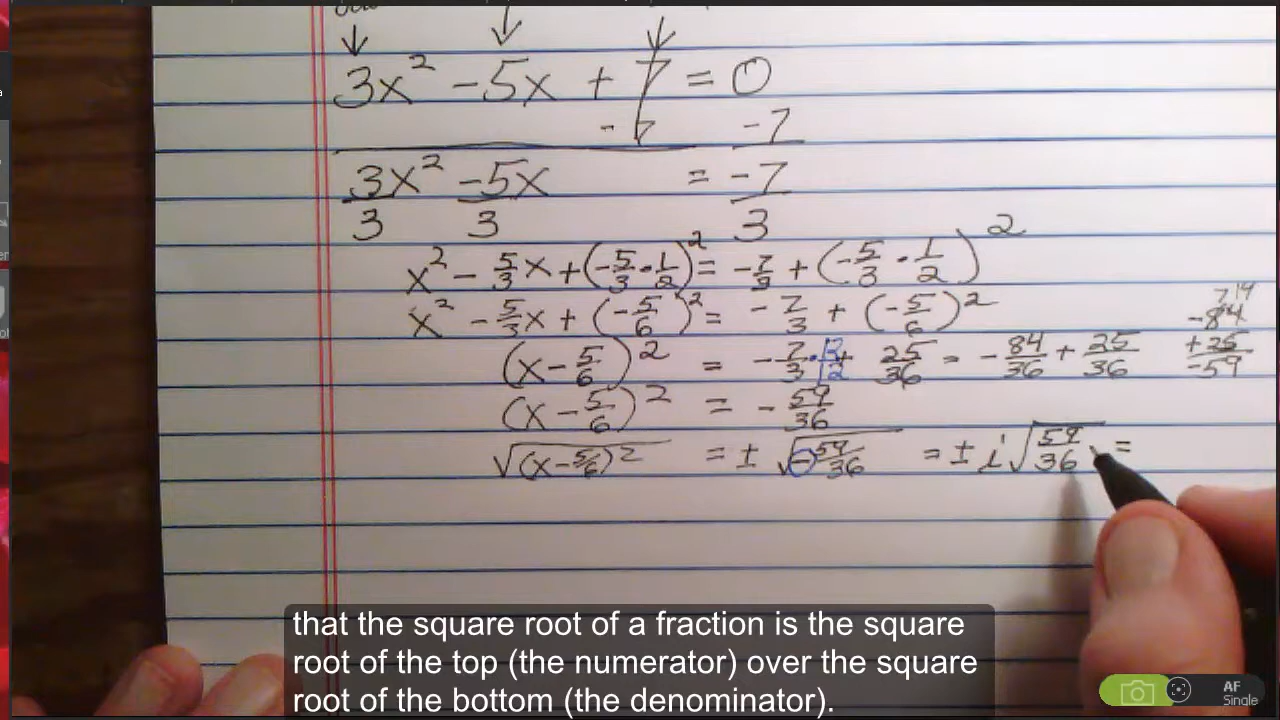 3x² - 5x + 7 = 0
- 7 - 7
3x² - 5x = -7
3 3 3
x² - 5/3 x + (-5/3 · 1/2)² = -7/3 + (-5/3 · 1/2)²
x² - 5/3 x + (-5/6)² = -7/3 + (-5/6)²
7 14
-84
+25
-59
(x - 5/6)² = -7/3 · 12/12 + 25/36 = -84/36 + 25/36
(x - 5/6)² = -59/36
√(x - 5/6)² = ± √-59/36 = ± i √59/36 =
that the square root of a fraction is the square
root of the top (the numerator) over the square
root of the bottom (the denominator).
AF
Single